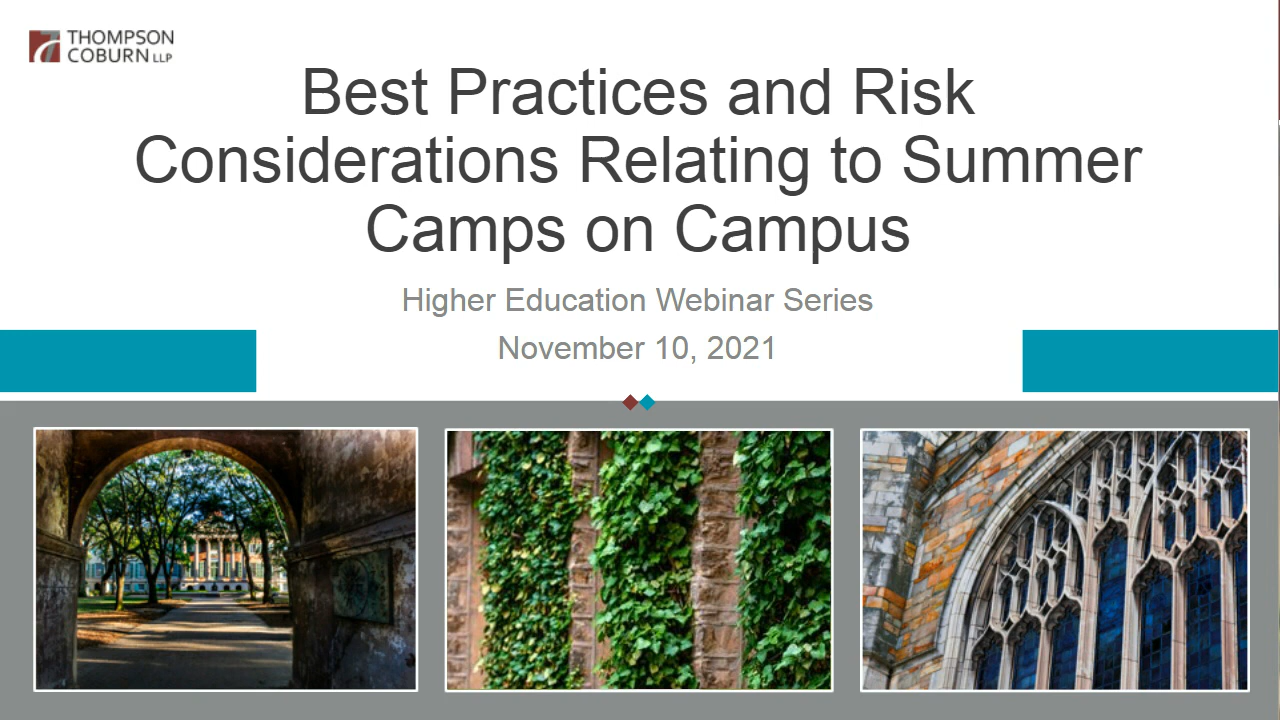 THOMPSON
COBURN LLP
Best Practices and Risk
Considerations Relating to Summer
Camps on Campus
Higher Education Webinar Series
November 10, 2021